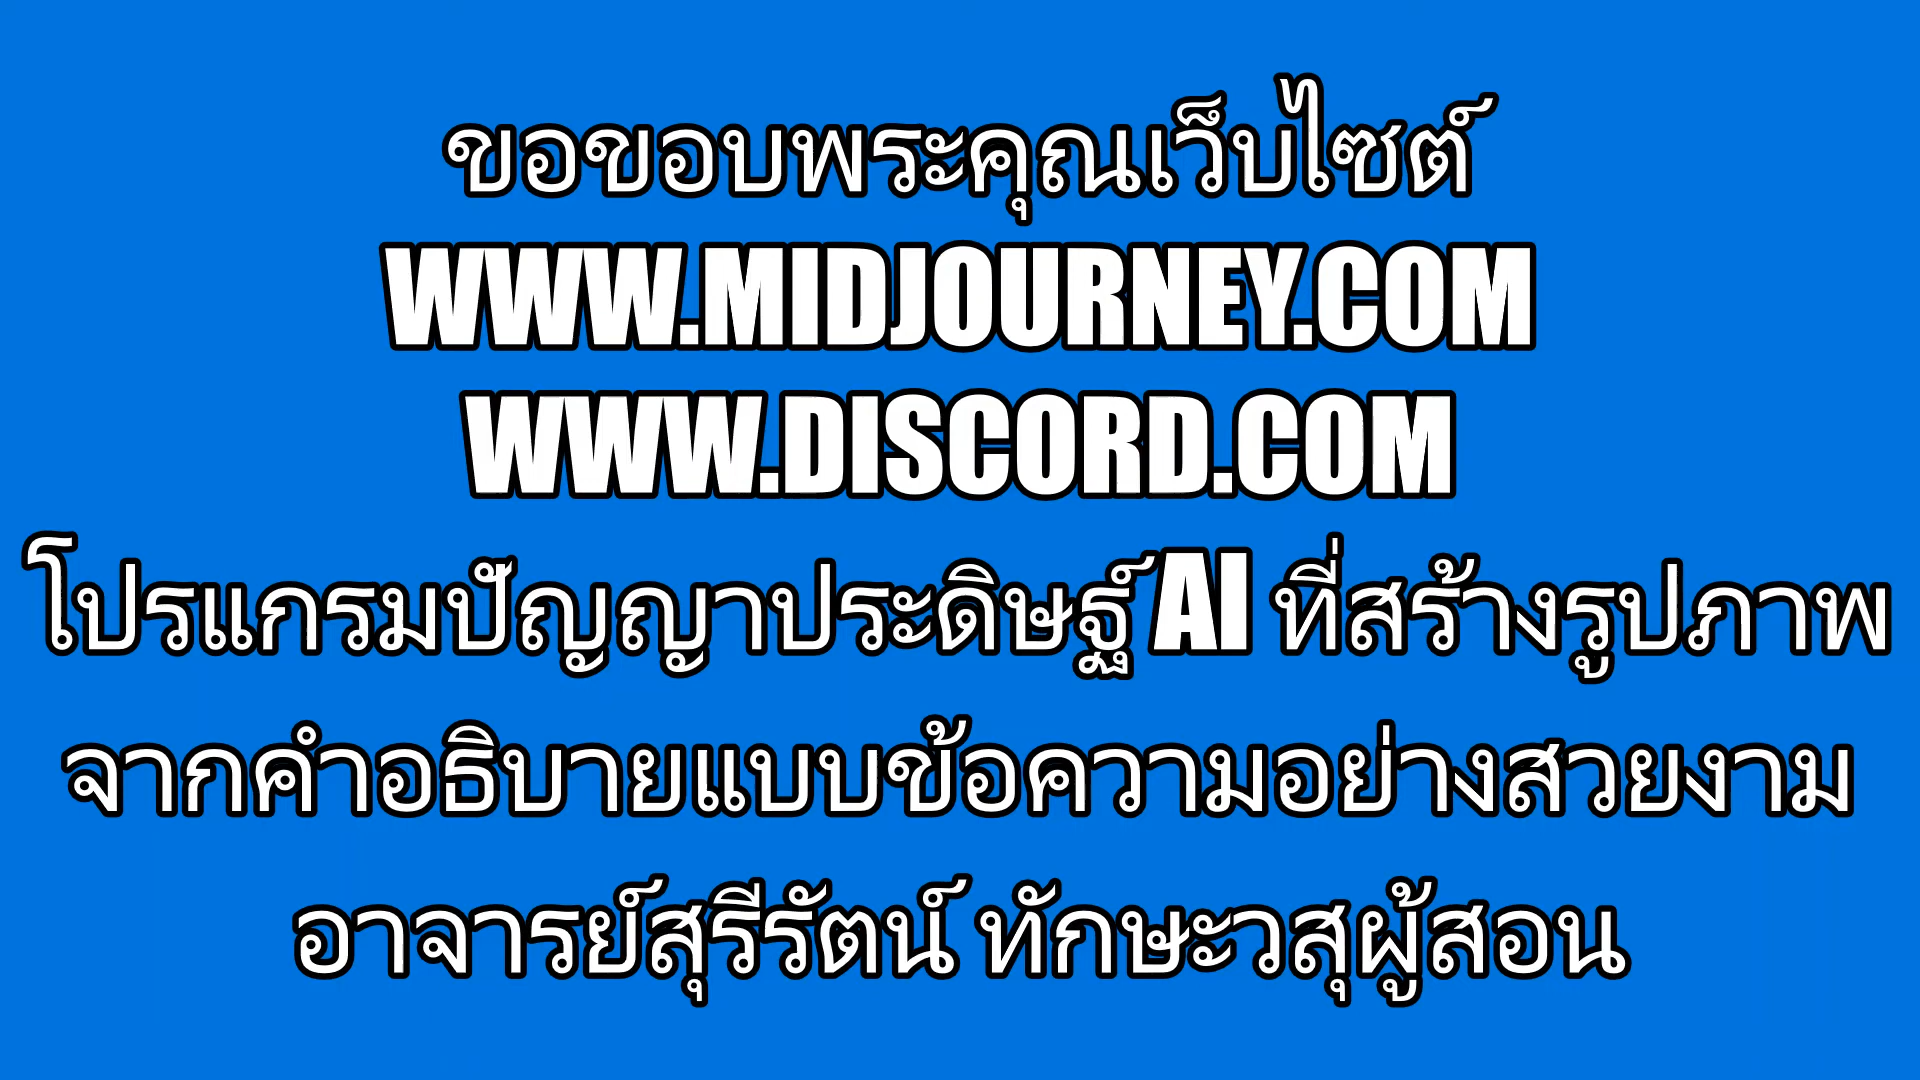 ขอขอบพระคุณเว็บไซต์
WWW.MIDJOURNEY.COM
WWW.DISCORD.COM
โปรแกรมปัญญาประดิษฐ์ AI ที่สร้างรูปภาพ
จากคำอธิบายแบบข้อความอย่างสวยงาม
อาจารย์สุรีรัตน์ ทักษะวสุผู้สอน